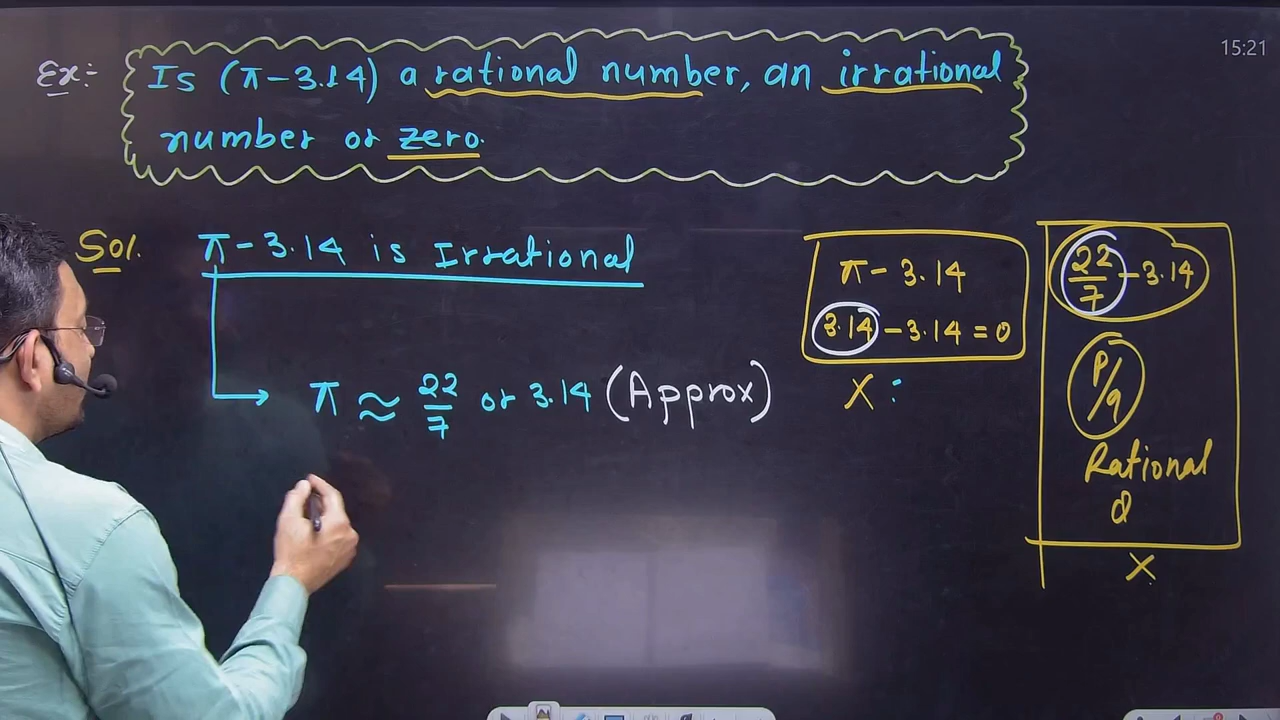 15:21
Ex:- Is (π-3.14) a rational number, an irrational
number or zero.
Sol. π-3.14 is Irrational
π ≈ 22/7 or 3.14 (Approx)
π - 3.14
3.14 - 3.14 = 0
X :
22/7 - 3.14
P/q
Rational
X